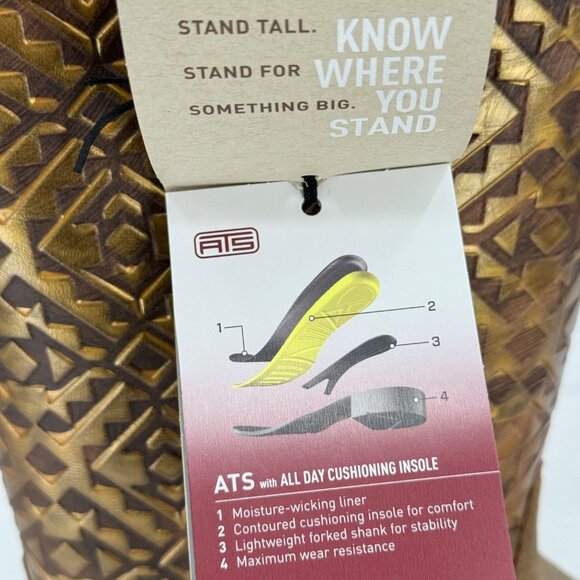 STAND TALL.
STAND FOR
SOMETHING BIG.
KNOW
WHERE
YOU
STAND™
ATS
1
2
3
4
ATS with ALL DAY CUSHIONING INSOLE
1 Moisture-wicking liner
2 Contoured cushioning insole for comfort
3 Lightweight forked shank for stability
4 Maximum wear resistance